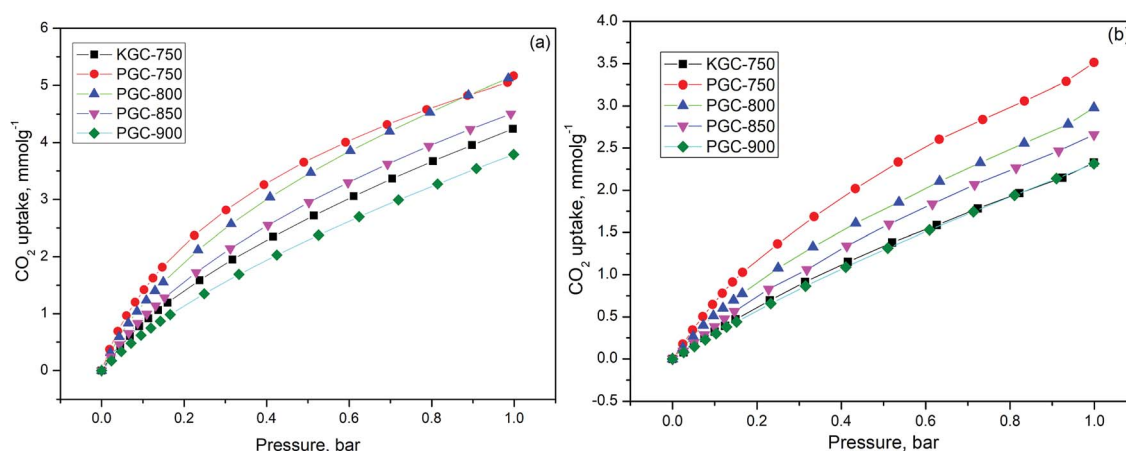 (a)
KGC-750
PGC-750
PGC-800
PGC-850
PGC-900
CO2 uptake, mmolg-1
6
5
4
3
2
1
0
0.0 0.2 0.4 0.6 0.8 1.0
Pressure, bar
(b)
KGC-750
PGC-750
PGC-800
PGC-850
PGC-900
CO2 uptake, mmolg-1
4.0
3.5
3.0
2.5
2.0
1.5
1.0
0.5
0.0
-0.5
0.0 0.2 0.4 0.6 0.8 1.0
Pressure, bar